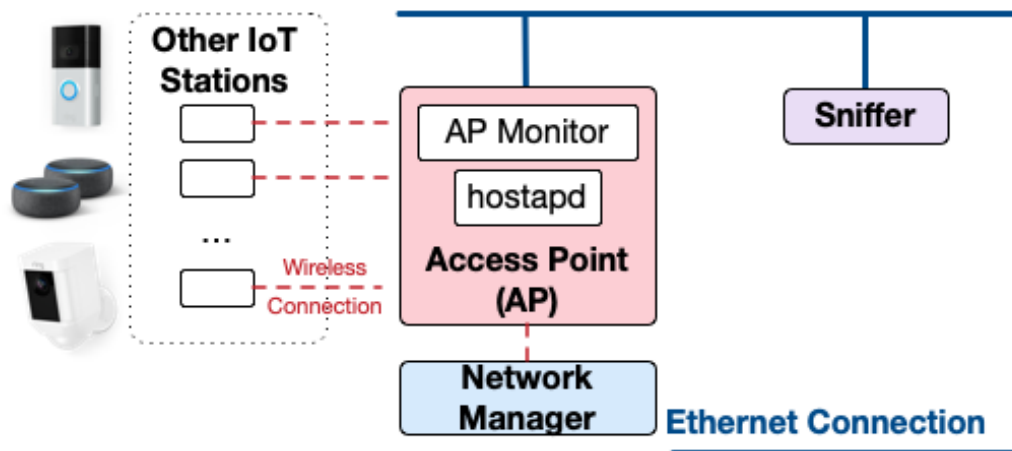 Other IoT
Stations
...
Wireless
Connection
AP Monitor
hostapd
Access Point
(AP)
Sniffer
Network
Manager
Ethernet Connection